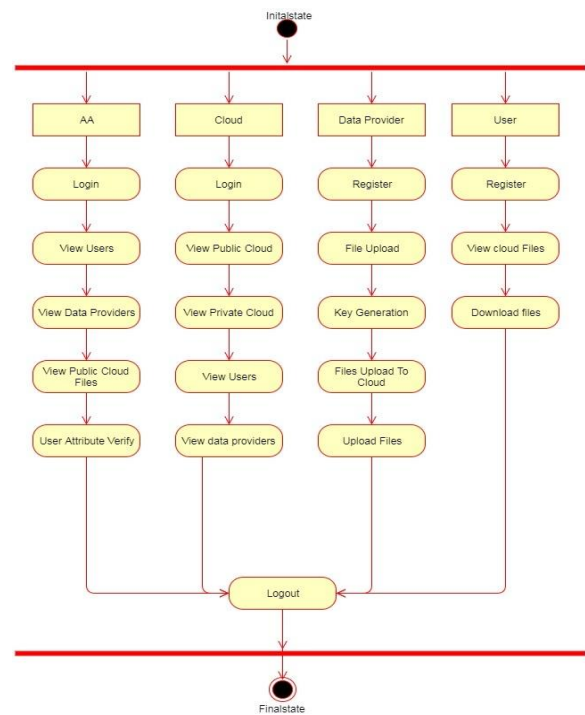 Initalstate
AA
Cloud
Data Provider
User
Login
Login
Register
Register
View Users
View Public Cloud
File Upload
View cloud Files
View Data Providers
View Private Cloud
Key Generation
Download files
View Public Cloud
Files
View Users
Files Upload To
Cloud
User Attribute Verify
View data providers
Upload Files
Logout
Finalstate